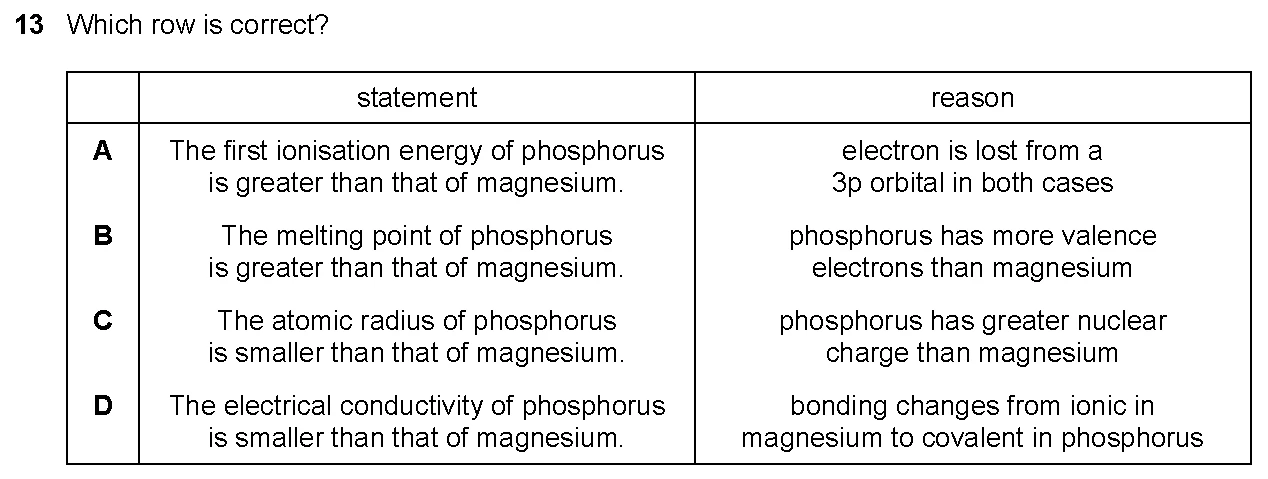 13 Which row is correct?
statement reason
A The first ionisation energy of phosphorus is greater than that of magnesium. electron is lost from a 3p orbital in both cases
B The melting point of phosphorus is greater than that of magnesium. phosphorus has more valence electrons than magnesium
C The atomic radius of phosphorus is smaller than that of magnesium. phosphorus has greater nuclear charge than magnesium
D The electrical conductivity of phosphorus is smaller than that of magnesium. bonding changes from ionic in magnesium to covalent in phosphorus